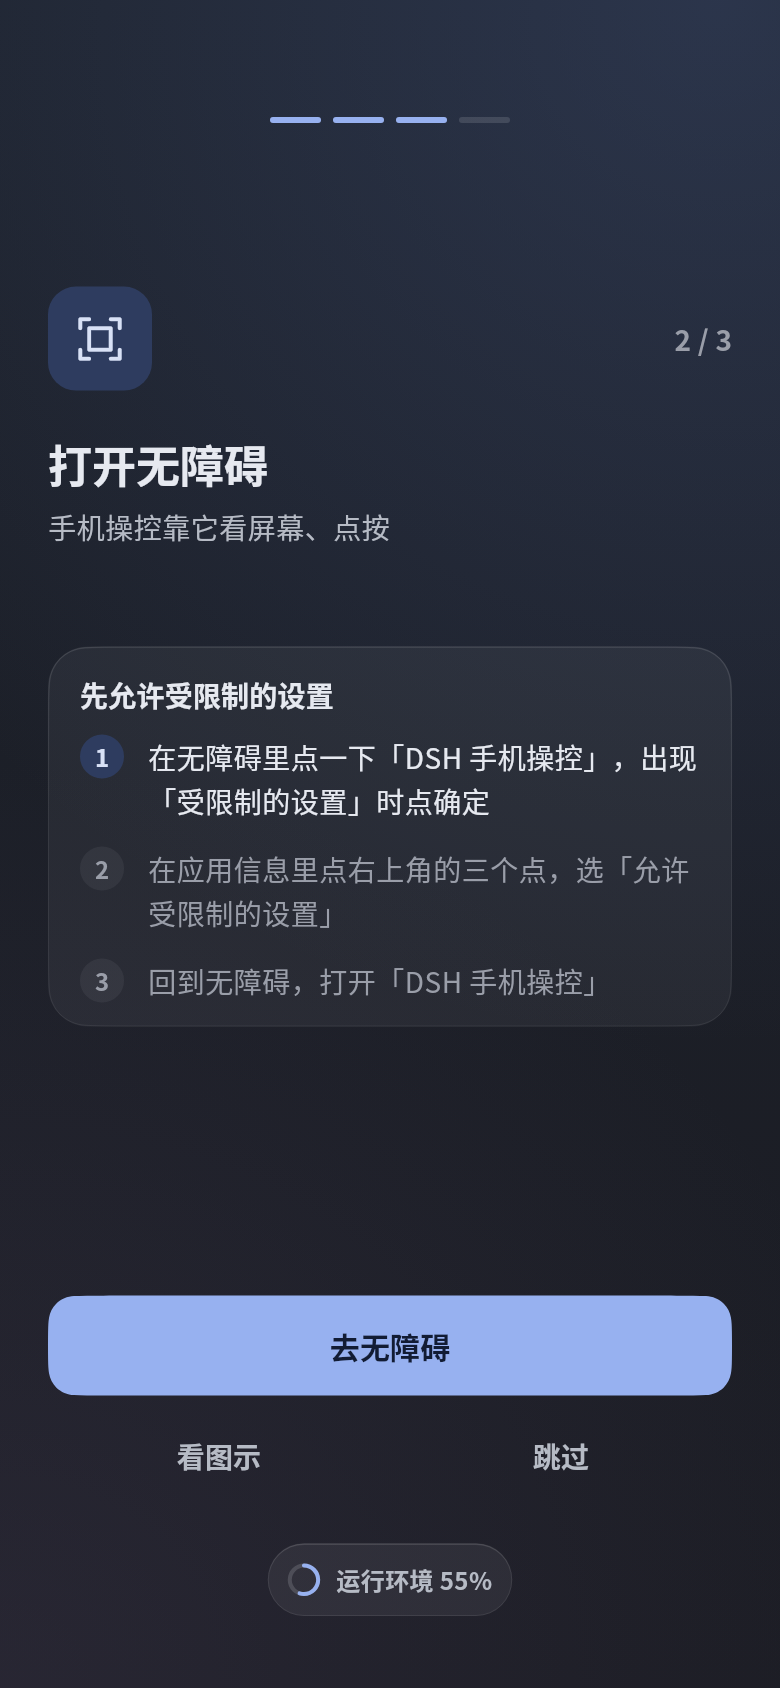 2 / 3
打开无障碍
手机操控靠它看屏幕、点按
先允许受限制的设置
1 在无障碍里点一下「DSH 手机操控」，出现
「受限制的设置」时点确定
2 在应用信息里点右上角的三个点，选「允许
受限制的设置」
3 回到无障碍，打开「DSH 手机操控」
去无障碍
看图示 跳过
运行环境 55%